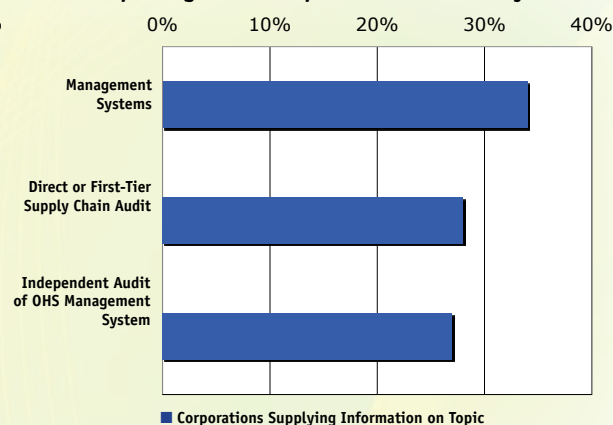 0% 10% 20% 30% 40%
Management
Systems
Direct or First-Tier
Supply Chain Audit
Independent Audit
of OHS Management
System
Corporations Supplying Information on Topic